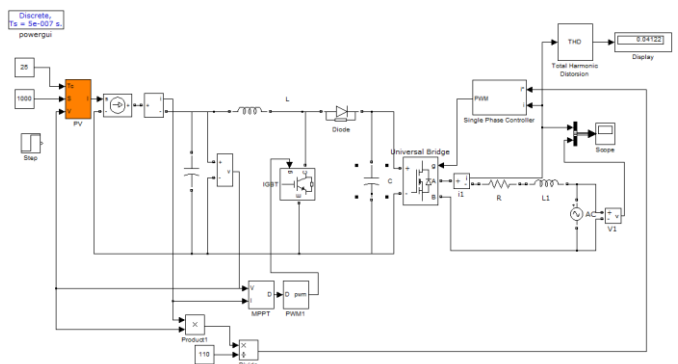 Discrete,
Ts = 5e-007 s.
powergui
25
1000
Tc
S
V
I
PV
Step
L
Diode
IGBT
C
Universal Bridge
g
A
B
PWM
I*
I
Single Phase Controller
THD
Total Harmonic
Distorsion
0.04122
Display
Scope
i1
R
L1
AC
V1
V
I
D
MPPT
D pwm
PWM1
Product1
110